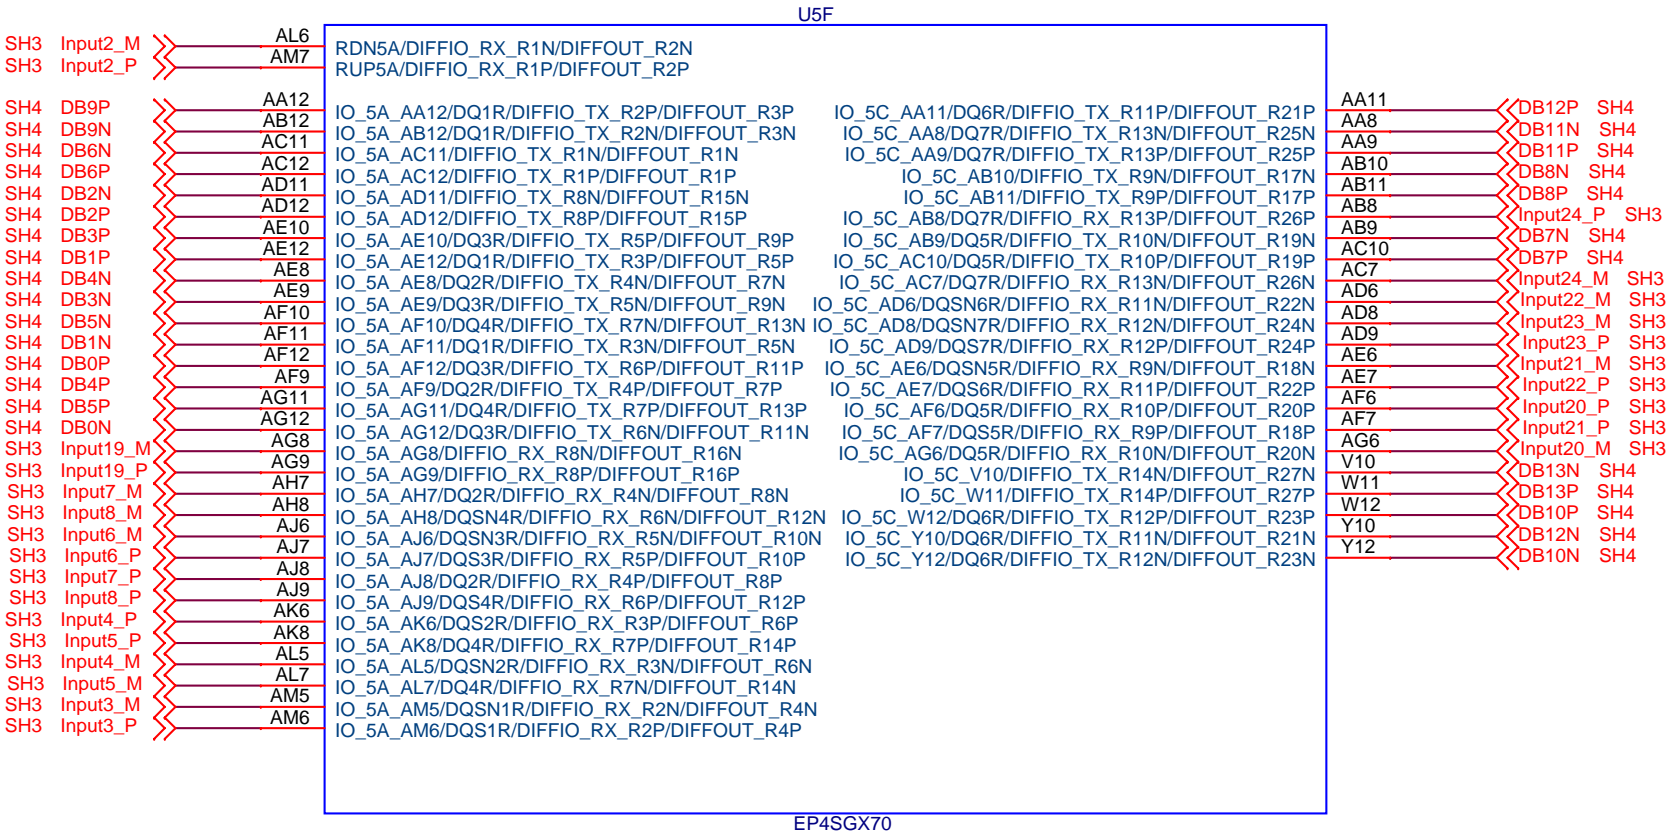 U5F
SH3 Input2_M AL6 RDN5A/DIFFIO_RX_R1N/DIFFOUT_R2N
SH3 Input2_P AM7 RUP5A/DIFFIO_RX_R1P/DIFFOUT_R2P
SH4 DB9P AA12 IO_5A_AA12/DQ1R/DIFFIO_TX_R2P/DIFFOUT_R3P IO_5C_AA11/DQ6R/DIFFIO_TX_R11P/DIFFOUT_R21P AA11 DB12P SH4
SH4 DB9N AB12 IO_5A_AB12/DQ1R/DIFFIO_TX_R2N/DIFFOUT_R3N IO_5C_AA8/DQ7R/DIFFIO_TX_R13N/DIFFOUT_R25N AA8 DB11N SH4
SH4 DB6N AC11 IO_5A_AC11/DIFFIO_TX_R1N/DIFFOUT_R1N IO_5C_AA9/DQ7R/DIFFIO_TX_R13P/DIFFOUT_R25P AA9 DB11P SH4
SH4 DB6P AC12 IO_5A_AC12/DIFFIO_TX_R1P/DIFFOUT_R1P IO_5C_AB10/DIFFIO_TX_R9N/DIFFOUT_R17N AB10 DB8N SH4
SH4 DB2N AD11 IO_5A_AD11/DIFFIO_TX_R8N/DIFFOUT_R15N IO_5C_AB11/DIFFIO_TX_R9P/DIFFOUT_R17P AB11 DB8P SH4
SH4 DB2P AD12 IO_5A_AD12/DIFFIO_TX_R8P/DIFFOUT_R15P IO_5C_AB8/DQ7R/DIFFIO_RX_R13P/DIFFOUT_R26P AB8 Input24_P SH3
SH4 DB3P AE10 IO_5A_AE10/DQ3R/DIFFIO_TX_R5P/DIFFOUT_R9P IO_5C_AB9/DQ5R/DIFFIO_TX_R10N/DIFFOUT_R19N AB9 DB7N SH4
SH4 DB1P AE12 IO_5A_AE12/DQ1R/DIFFIO_TX_R3P/DIFFOUT_R5P IO_5C_AC10/DQ5R/DIFFIO_TX_R10P/DIFFOUT_R19P AC10 DB7P SH4
SH4 DB4N AE8 IO_5A_AE8/DQ2R/DIFFIO_TX_R4N/DIFFOUT_R7N IO_5C_AC7/DQ7R/DIFFIO_RX_R13N/DIFFOUT_R26N AC7 Input24_M SH3
SH4 DB3N AE9 IO_5A_AE9/DQ3R/DIFFIO_TX_R5N/DIFFOUT_R9N IO_5C_AD6/DQSN6R/DIFFIO_RX_R11N/DIFFOUT_R22N AD6 Input22_M SH3
SH4 DB5N AF10 IO_5A_AF10/DQ4R/DIFFIO_TX_R7N/DIFFOUT_R13N IO_5C_AD8/DQSN7R/DIFFIO_RX_R12N/DIFFOUT_R24N AD8 Input23_M SH3
SH4 DB1N AF11 IO_5A_AF11/DQ1R/DIFFIO_TX_R3N/DIFFOUT_R5N IO_5C_AD9/DQS7R/DIFFIO_RX_R12P/DIFFOUT_R24P AD9 Input23_P SH3
SH4 DB0P AF12 IO_5A_AF12/DQ3R/DIFFIO_TX_R6P/DIFFOUT_R11P IO_5C_AE6/DQSN5R/DIFFIO_RX_R9N/DIFFOUT_R18N AE6 Input21_M SH3
SH4 DB4P AF9 IO_5A_AF9/DQ2R/DIFFIO_TX_R4P/DIFFOUT_R7P IO_5C_AE7/DQS6R/DIFFIO_RX_R11P/DIFFOUT_R22P AE7 Input22_P SH3
SH4 DB5P AG11 IO_5A_AG11/DQ4R/DIFFIO_TX_R7P/DIFFOUT_R13P IO_5C_AF6/DQ5R/DIFFIO_RX_R10P/DIFFOUT_R20P AF6 Input20_P SH3
SH4 DB0N AG12 IO_5A_AG12/DQ3R/DIFFIO_TX_R6N/DIFFOUT_R11N IO_5C_AF7/DQS5R/DIFFIO_RX_R9P/DIFFOUT_R18P AF7 Input21_P SH3
SH3 Input19_M AG8 IO_5A_AG8/DIFFIO_RX_R8N/DIFFOUT_R16N IO_5C_AG6/DQ5R/DIFFIO_RX_R10N/DIFFOUT_R20N AG6 Input20_M SH3
SH3 Input19_P AG9 IO_5A_AG9/DIFFIO_RX_R8P/DIFFOUT_R16P IO_5C_V10/DIFFIO_TX_R14N/DIFFOUT_R27N V10 DB13N SH4
SH3 Input7_M AH7 IO_5A_AH7/DQ2R/DIFFIO_RX_R4N/DIFFOUT_R8N IO_5C_W11/DIFFIO_TX_R14P/DIFFOUT_R27P W11 DB13P SH4
SH3 Input8_M AH8 IO_5A_AH8/DQSN4R/DIFFIO_RX_R6N/DIFFOUT_R12N IO_5C_W12/DQ6R/DIFFIO_TX_R12P/DIFFOUT_R23P W12 DB10P SH4
SH3 Input6_M AJ6 IO_5A_AJ6/DQSN3R/DIFFIO_RX_R5N/DIFFOUT_R10N IO_5C_Y10/DQ6R/DIFFIO_TX_R11N/DIFFOUT_R21N Y10 DB12N SH4
SH3 Input6_P AJ7 IO_5A_AJ7/DQS3R/DIFFIO_RX_R5P/DIFFOUT_R10P IO_5C_Y12/DQ6R/DIFFIO_TX_R12N/DIFFOUT_R23N Y12 DB10N SH4
SH3 Input7_P AJ8 IO_5A_AJ8/DQ2R/DIFFIO_RX_R4P/DIFFOUT_R8P
SH3 Input8_P AJ9 IO_5A_AJ9/DQS4R/DIFFIO_RX_R6P/DIFFOUT_R12P
SH3 Input4_P AK6 IO_5A_AK6/DQS2R/DIFFIO_RX_R3P/DIFFOUT_R6P
SH3 Input5_P AK8 IO_5A_AK8/DQ4R/DIFFIO_RX_R7P/DIFFOUT_R14P
SH3 Input4_M AL5 IO_5A_AL5/DQSN2R/DIFFIO_RX_R3N/DIFFOUT_R6N
SH3 Input5_M AL7 IO_5A_AL7/DQ4R/DIFFIO_RX_R7N/DIFFOUT_R14N
SH3 Input3_M AM5 IO_5A_AM5/DQSN1R/DIFFIO_RX_R2N/DIFFOUT_R4N
SH3 Input3_P AM6 IO_5A_AM6/DQS1R/DIFFIO_RX_R2P/DIFFOUT_R4P
EP4SGX70